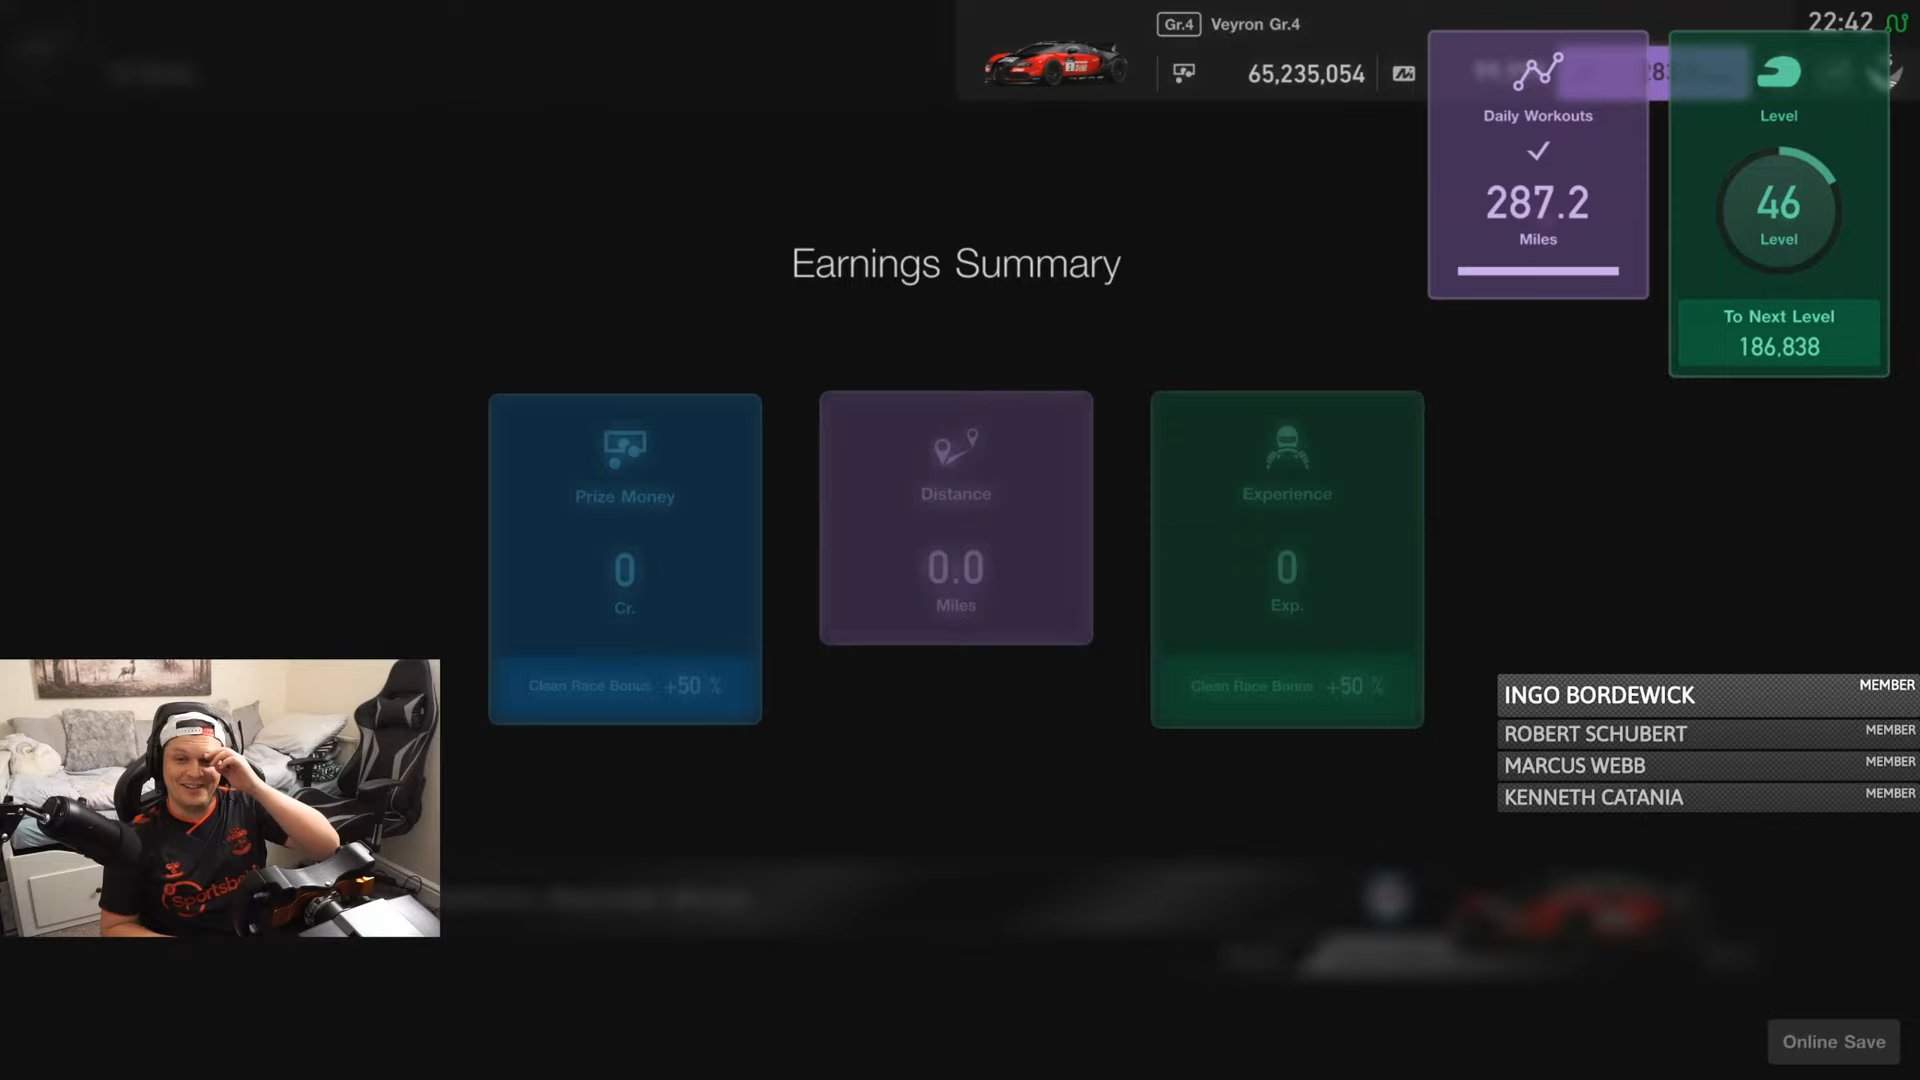 Gr.4 Veyron Gr.4
22:42
65,235,054
Daily Workouts
287.2
Miles
Level
46
Level
To Next Level
186,838
Earnings Summary
Prize Money
0
Cr.
Clean Race Bonus +50 %
Distance
0.0
Miles
Experience
0
Exp.
Clean Race Bonus +50 %
INGO BORDEWICK MEMBER
ROBERT SCHUBERT MEMBER
MARCUS WEBB MEMBER
KENNETH CATANIA MEMBER
Online Save